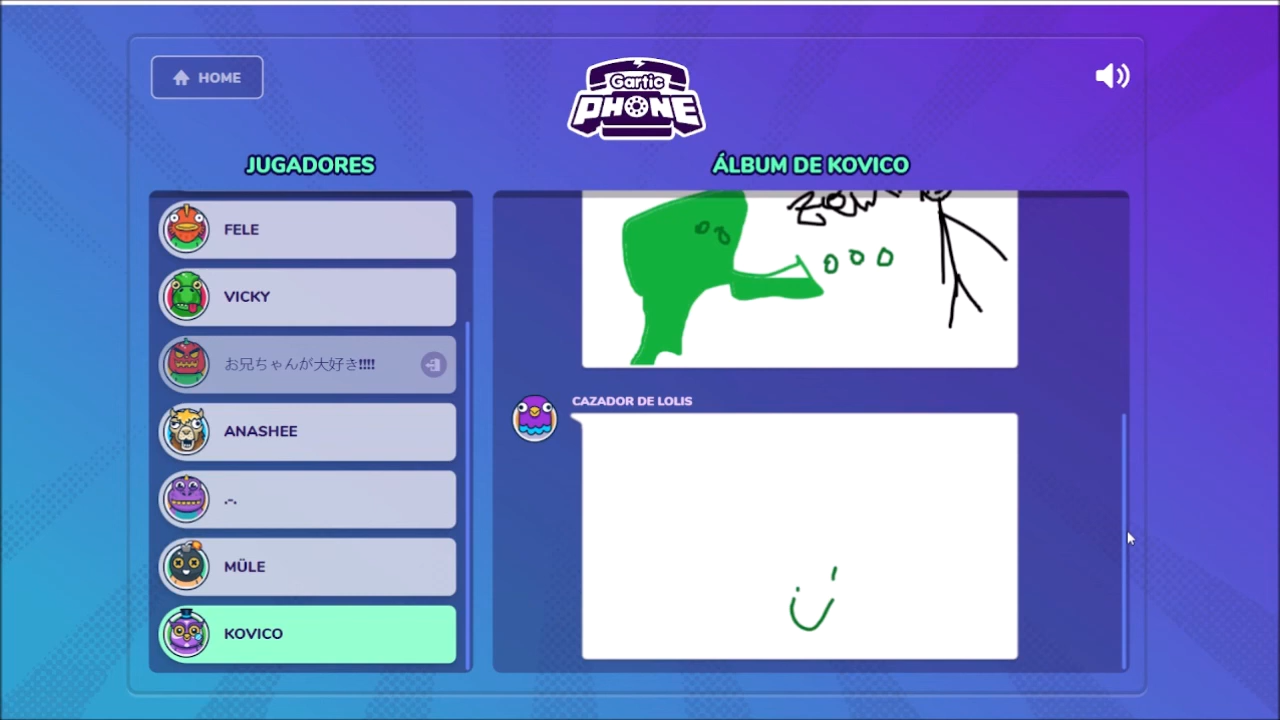 HOME
Gartic
PHONE
JUGADORES
ÁLBUM DE KOVICO
FELE
VICKY
お兄ちゃんが大好き!!!!
ANASHEE
.-.
MÜLE
KOVICO
CAZADOR DE LOLIS